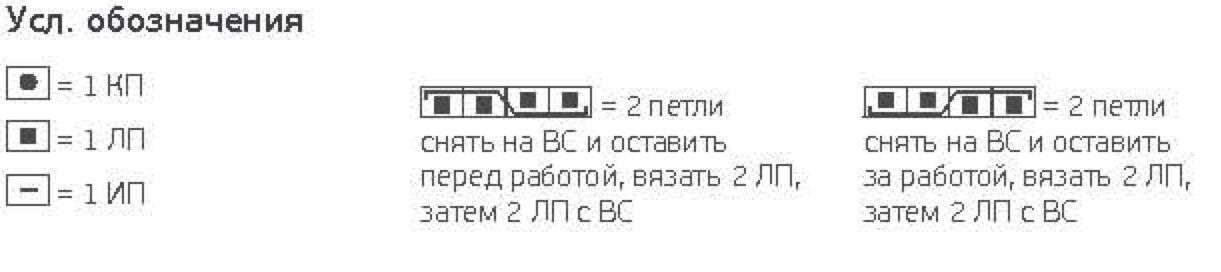 Усл. обозначения
= 1 КП
= 1 ЛП
= 1 ИП
= 2 петли
снять на ВС и оставить
перед работой, вязать 2 ЛП,
затем 2 ЛП с ВС
= 2 петли
снять на ВС и оставить
за работой, вязать 2 ЛП,
затем 2 ЛП с ВС